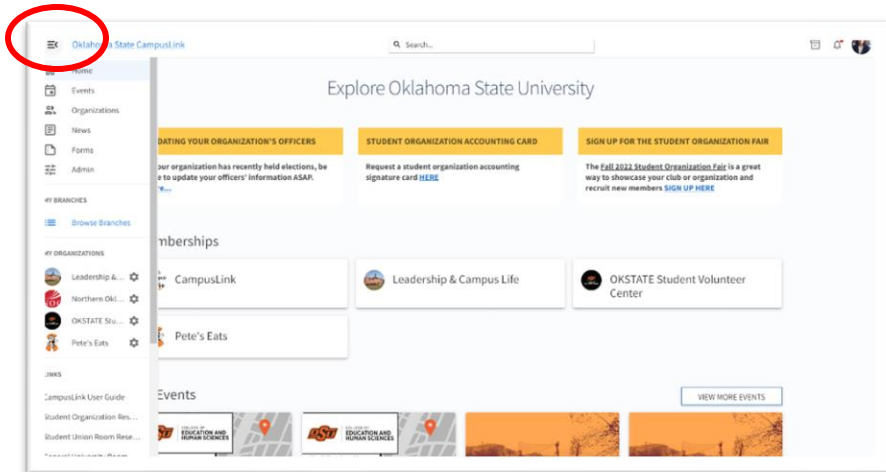 Oklahoma State CampusLink
Search...
Home
Events
Organizations
News
Forms
Admin
MY BRANCHES
Browse Branches
MY ORGANIZATIONS
Leadership &...
Northern Okl...
OKSTATE Stu...
Pete's Eats
LINKS
CampusLink User Guide
Student Organization Res...
Student Union Room Rese...
Explore Oklahoma State University
DATING YOUR ORGANIZATION'S OFFICERS
our organization has recently held elections, be
e to update your officers' information ASAP.
STUDENT ORGANIZATION ACCOUNTING CARD
Request a student organization accounting
signature card HERE
SIGN UP FOR THE STUDENT ORGANIZATION FAIR
The Fall 2022 Student Organization Fair is a great
way to showcase your club or organization and
recruit new members SIGN UP HERE
mberships
CampusLink
Leadership & Campus Life
OKSTATE Student Volunteer
Center
Pete's Eats
Events
VIEW MORE EVENTS
OSU
COLLEGE OF
EDUCATION AND
HUMAN SCIENCES
OSU
COLLEGE OF
EDUCATION AND
HUMAN SCIENCES